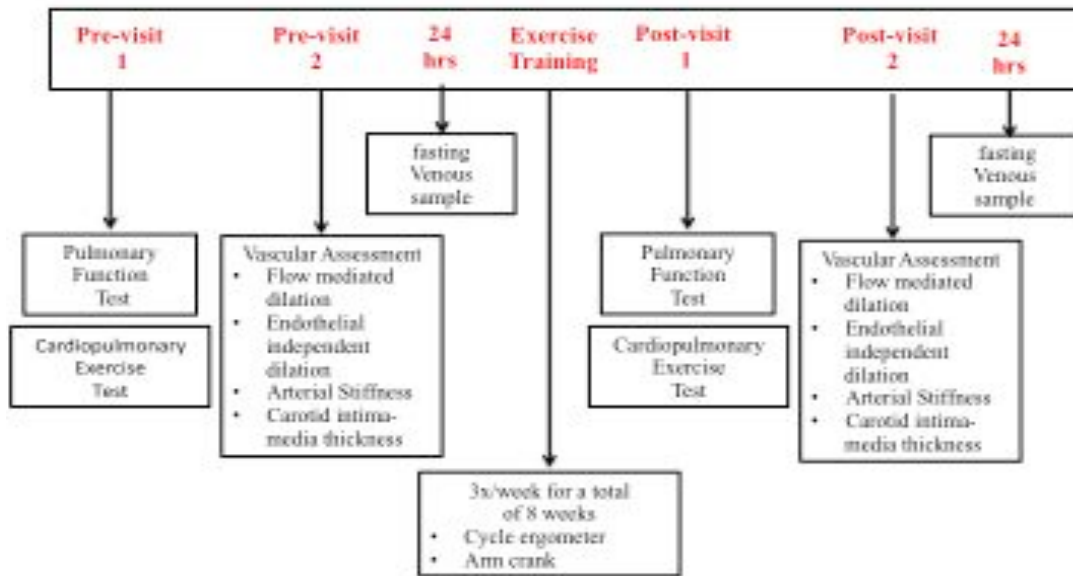 Pre-visit
1
Pre-visit
2
24
hrs
Exercise
Training
Post-visit
1
Post-visit
2
24
hrs
fasting
Venous
sample
fasting
Venous
sample
Pulmonary
Function
Test
Cardiopulmonary
Exercise
Test
Vascular Assessment
• Flow mediated
dilation
• Endothelial
independent
dilation
• Arterial Stiffness
• Carotid intima-
media thickness
Pulmonary
Function
Test
Cardiopulmonary
Exercise
Test
Vascular Assessment
• Flow mediated
dilation
• Endothelial
independent
dilation
• Arterial Stiffness
• Carotid intima-
media thickness
3x/week for a total
of 8 weeks
• Cycle ergometer
• Arm crank